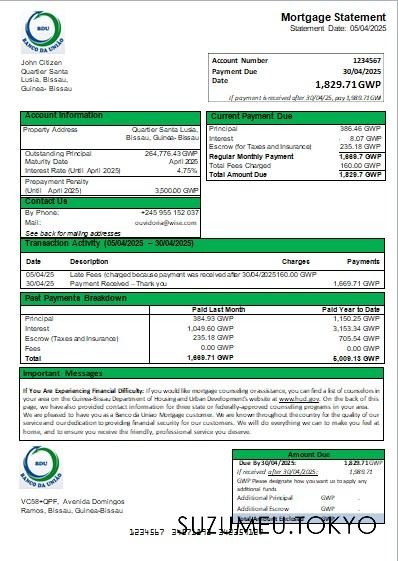 Mortgage Statement
Statement Date: 05/04/2025
BDU
BANCO DA UNIÃO
John Citizen
Quartier Santa
Lusia, Bissau,
Guinea- Bissau
Account Number 1234567
Payment Due 30/04/2025
Date
1,829.71 GWP
If payment is received after 30/04/25, pay 1,989.71GWP
Account Information
Property Address Quartier Santa Lusia,
Bissau, Guinea- Bissau
Outstanding Principal 264,776.43 GWP
Maturity Date April 2025
Interest Rate (Until April 2025) 4.75%
Prepayment Penalty
(Until April 2025) 3,500.00 GWP
Contact Us
By Phone: +245 955 152 037
Mail: ouvidoria@wise.com
See back for mailing addresses
Current Payment Due
Principal 386.46 GWP
Interest 8.07 GWP
Escrow (for Taxes and Insurance) 235.18 GWP
Regular Monthly Payment 1,669.7 GWP
Total Fees Charged 160.00 GWP
Total Amount Due 1,829.7 GWP
Transaction Activity (05/04/2025 – 30/04/2025)
Date Description Charges Payments
05/04/25 Late Fees (charged because payment was received after 30/04/2025160.00 GWP
30/04/25 Payment Received – Thank you 1,669.71 GWP
Past Payments Breakdown
Paid Last Month Paid Year to Date
Principal 384.93 GWP 1,150.25 GWP
Interest 1,049.60 GWP 3,153.34 GWP
Escrow (Taxes and Insurance) 235.18 GWP 705.54 GWP
Fees 0.00 GWP 0.00 GWP
Total 1,669.71 GWP 5,009.13 GWP
Important Messages
If You Are Experiencing Financial Difficulty: If you would like mortgage counseling or assistance, you can find a list of counselors in
your area on the Guinea-Bissau Department of Housing and Urban Development's website at www.hud.gov. On the back of this
page, we have also provided contact information for three state or federally-approved counseling programs in your area.
We are pleased to have you as a Banco da União Mortgage customer. We are known throughout the country for the quality of our
service and our dedication to providing financial security for our customers. We will do everything we can to make you feel at
home, and to ensure you receive the friendly, professional service you deserve.
BDU
BANCO DA UNIÃO
VC58+QPF, Avenida Domingos
Ramos, Bissau, Guinea-Bissau
Amount Due
Due By 30/04/2025: 1,829.71 GWP
If received after 30/04/2025: 1,989.71
GWP Please designate how you want us to apply any
additional funds.
Additional Principal GWP
Additional Escrow GWP
Total Amount Enclosed GWP
SUZUMEU.TOKYO